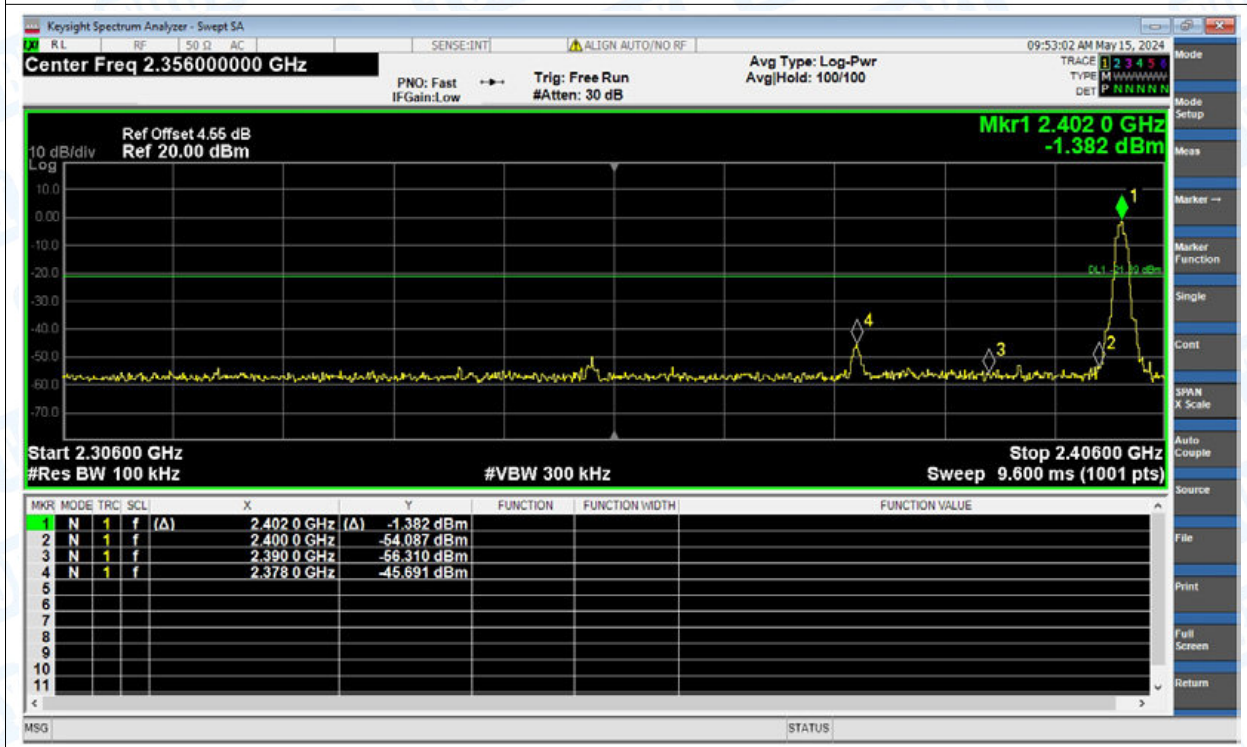 Keysight Spectrum Analyzer - Swept SA
RL RF 50 Ω AC SENSE:INT ALIGN AUTO/NO RF 09:53:02 AM May 15, 2024
Center Freq 2.356000000 GHz
PNO: Fast
IFGain:Low
Trig: Free Run
#Atten: 30 dB
Avg Type: Log-Pwr
Avg|Hold: 100/100
TRACE 1 2 3 4 5 6
TYPE M WWWWW
DET P N N N N N
Ref Offset 4.55 dB
10 dB/div Ref 20.00 dBm
Log
Mkr1 2.402 0 GHz
-1.382 dBm
10.0
0.00
-10.0
-20.0
-30.0
-40.0
-50.0
-60.0
-70.0
1
4
3
2
Start 2.30600 GHz
Stop 2.40600 GHz
#Res BW 100 kHz
#VBW 300 kHz
Sweep 9.600 ms (1001 pts)
MKR MODE TRC SCL X Y FUNCTION FUNCTION WIDTH FUNCTION VALUE
1 N 1 f (Δ) 2.402 0 GHz (Δ) -1.382 dBm
2 N 1 f 2.400 0 GHz -54.087 dBm
3 N 1 f 2.390 0 GHz -56.310 dBm
4 N 1 f 2.378 0 GHz -45.691 dBm
5
6
7
8
9
10
11
MSG STATUS
Mode
Mode
Setup
Meas
Marker →
Marker
Function
Single
Cont
SPAN
X Scale
Auto
Couple
Source
File
Print
Full
Screen
Return